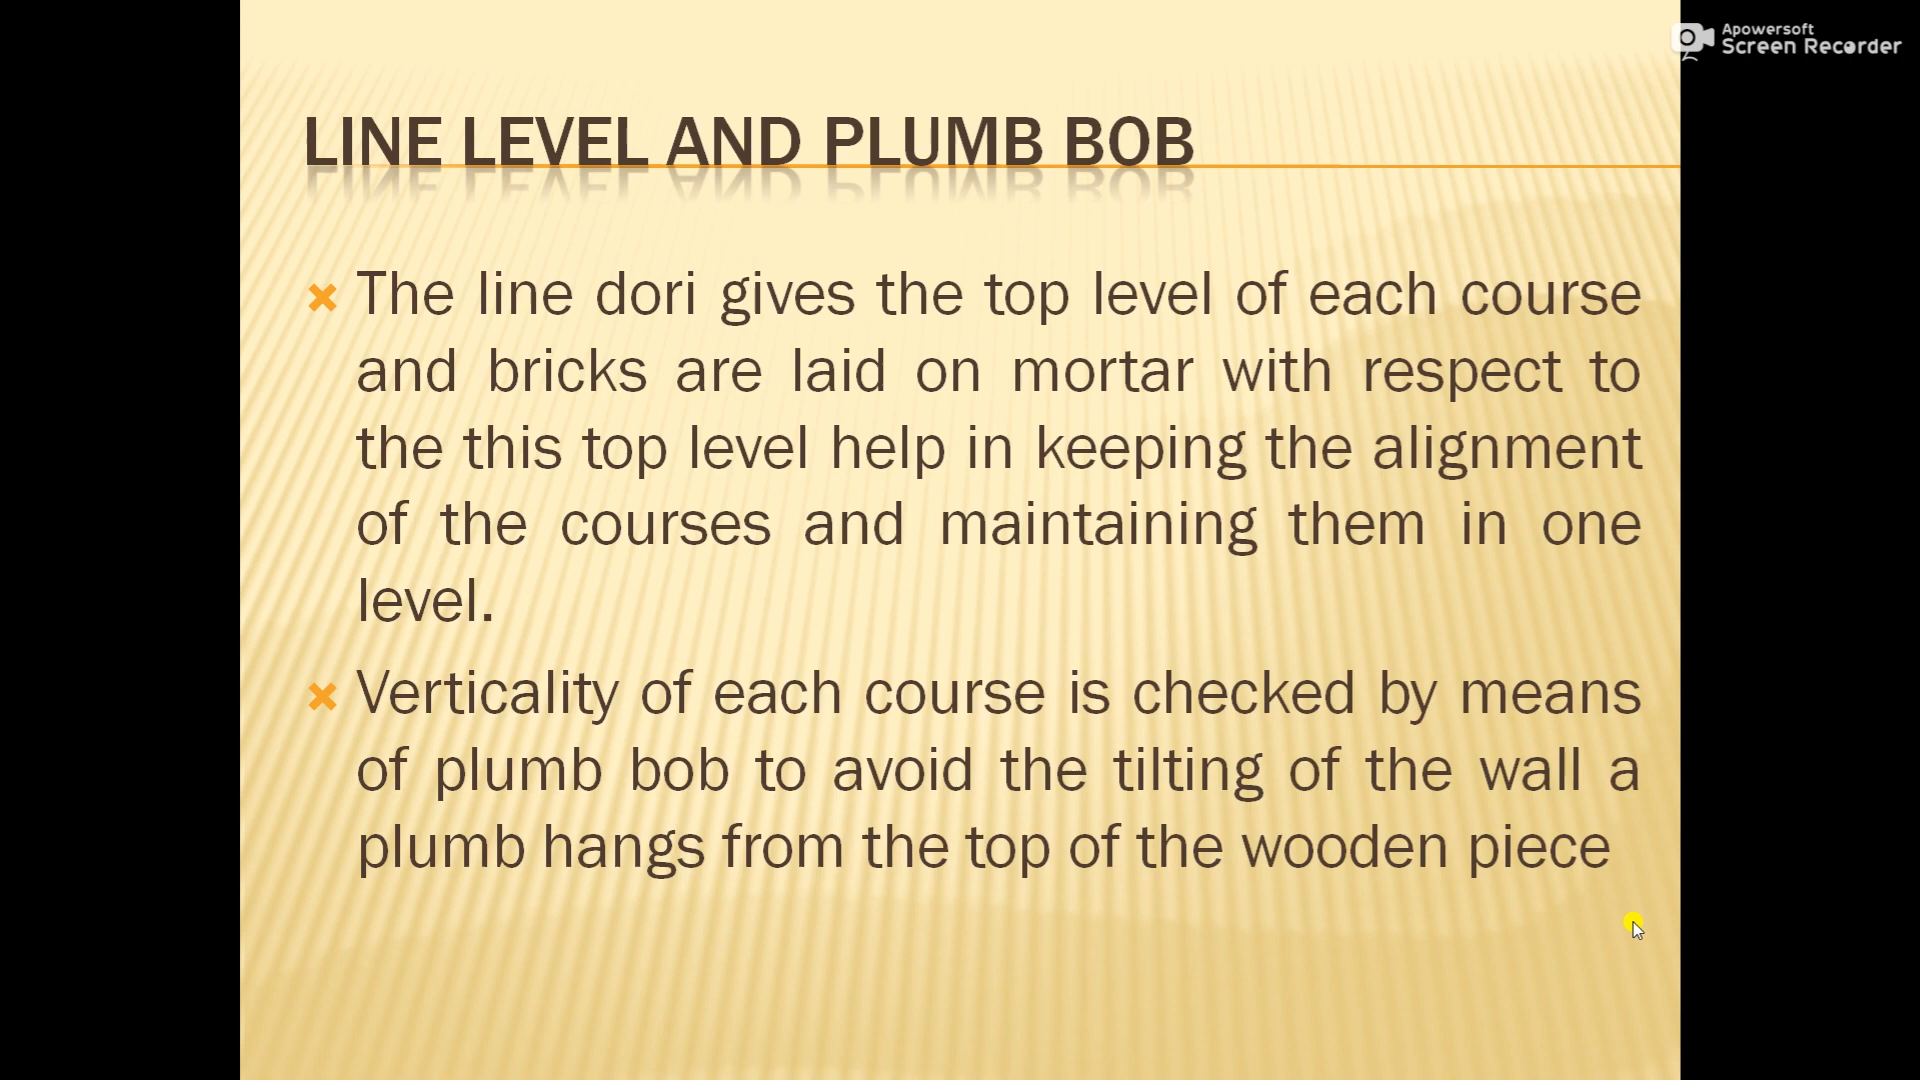 Apowersoft
Screen Recorder
LINE LEVEL AND PLUMB BOB
The line dori gives the top level of each course
and bricks are laid on mortar with respect to
the this top level help in keeping the alignment
of the courses and maintaining them in one
level.
Verticality of each course is checked by means
of plumb bob to avoid the tilting of the wall a
plumb hangs from the top of the wooden piece